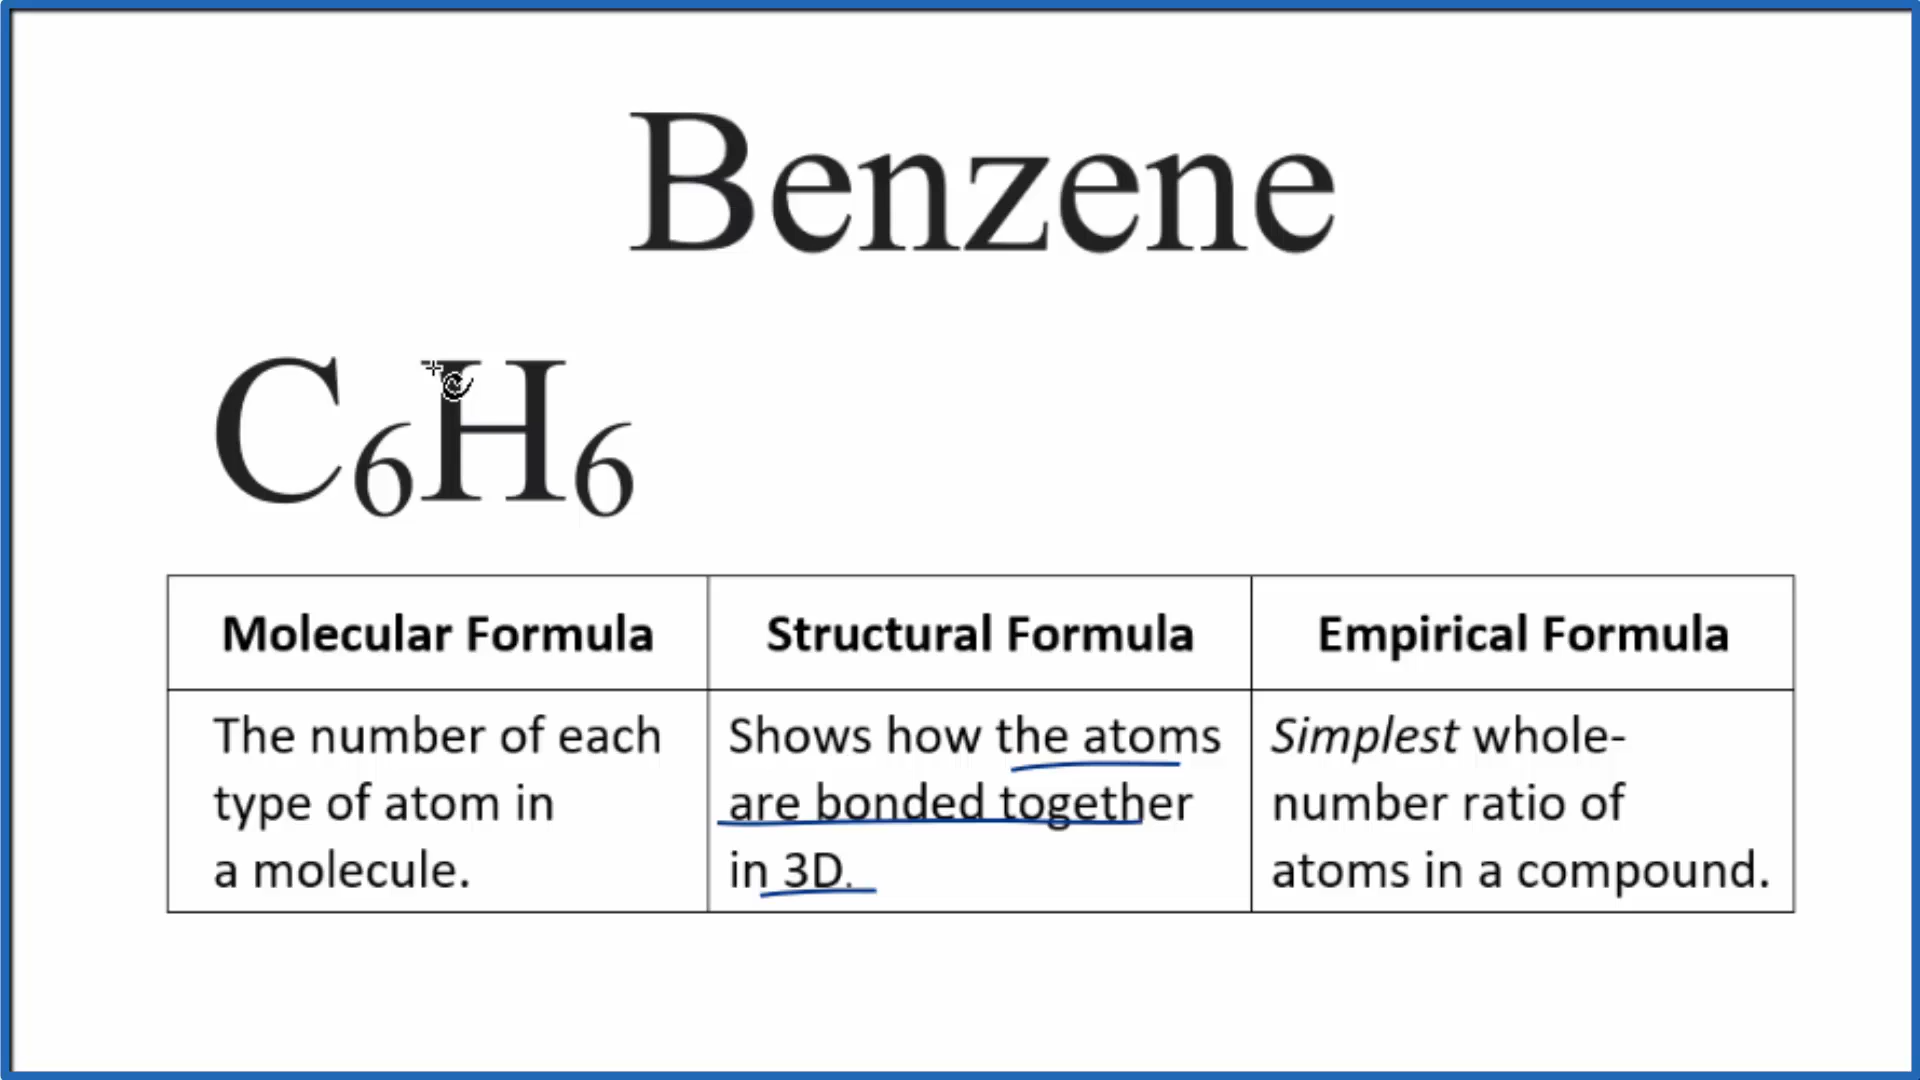 Benzene
C₆H₆
Molecular Formula
Structural Formula
Empirical Formula
The number of each
type of atom in
a molecule.
Shows how the atoms
are bonded together
in 3D.
Simplest whole-
number ratio of
atoms in a compound.